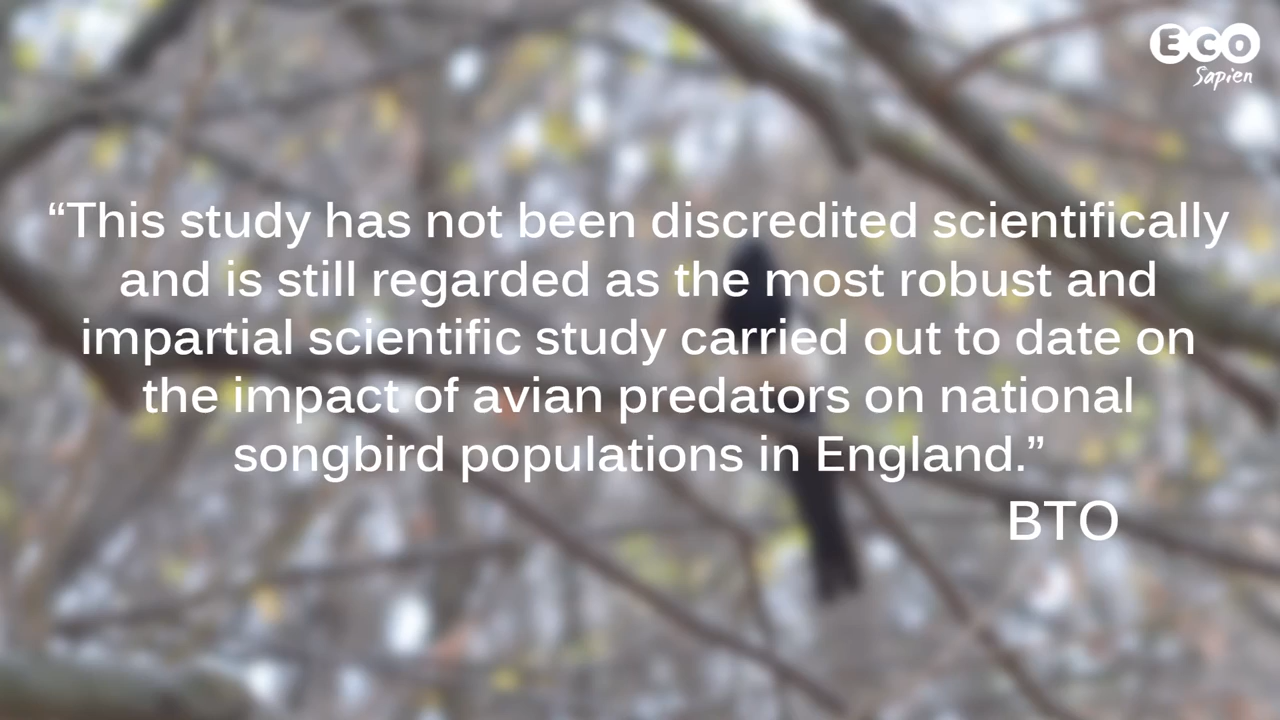 ECO
Sapien
“This study has not been discredited scientifically
and is still regarded as the most robust and
impartial scientific study carried out to date on
the impact of avian predators on national
songbird populations in England.”
BTO